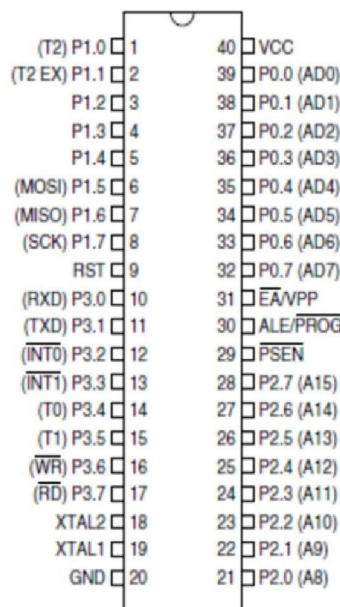 (T2) P1.0 1 40 VCC
(T2 EX) P1.1 2 39 P0.0 (AD0)
P1.2 3 38 P0.1 (AD1)
P1.3 4 37 P0.2 (AD2)
P1.4 5 36 P0.3 (AD3)
(MOSI) P1.5 6 35 P0.4 (AD4)
(MISO) P1.6 7 34 P0.5 (AD5)
(SCK) P1.7 8 33 P0.6 (AD6)
RST 9 32 P0.7 (AD7)
(RXD) P3.0 10 31 E̅A̅/VPP
(TXD) P3.1 11 30 ALE/P̅R̅O̅G̅
(I̅N̅T̅0̅) P3.2 12 29 P̅S̅E̅N̅
(I̅N̅T̅1̅) P3.3 13 28 P2.7 (A15)
(T0) P3.4 14 27 P2.6 (A14)
(T1) P3.5 15 26 P2.5 (A13)
(W̅R̅) P3.6 16 25 P2.4 (A12)
(R̅D̅) P3.7 17 24 P2.3 (A11)
XTAL2 18 23 P2.2 (A10)
XTAL1 19 22 P2.1 (A9)
GND 20 21 P2.0 (A8)